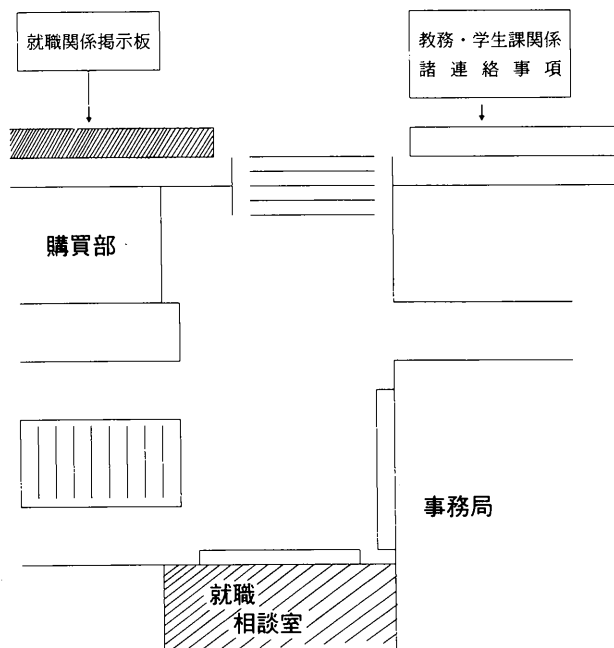 就職関係掲示板
教務・学生課関係
諸連絡事項
購買部
事務局
就職
相談室